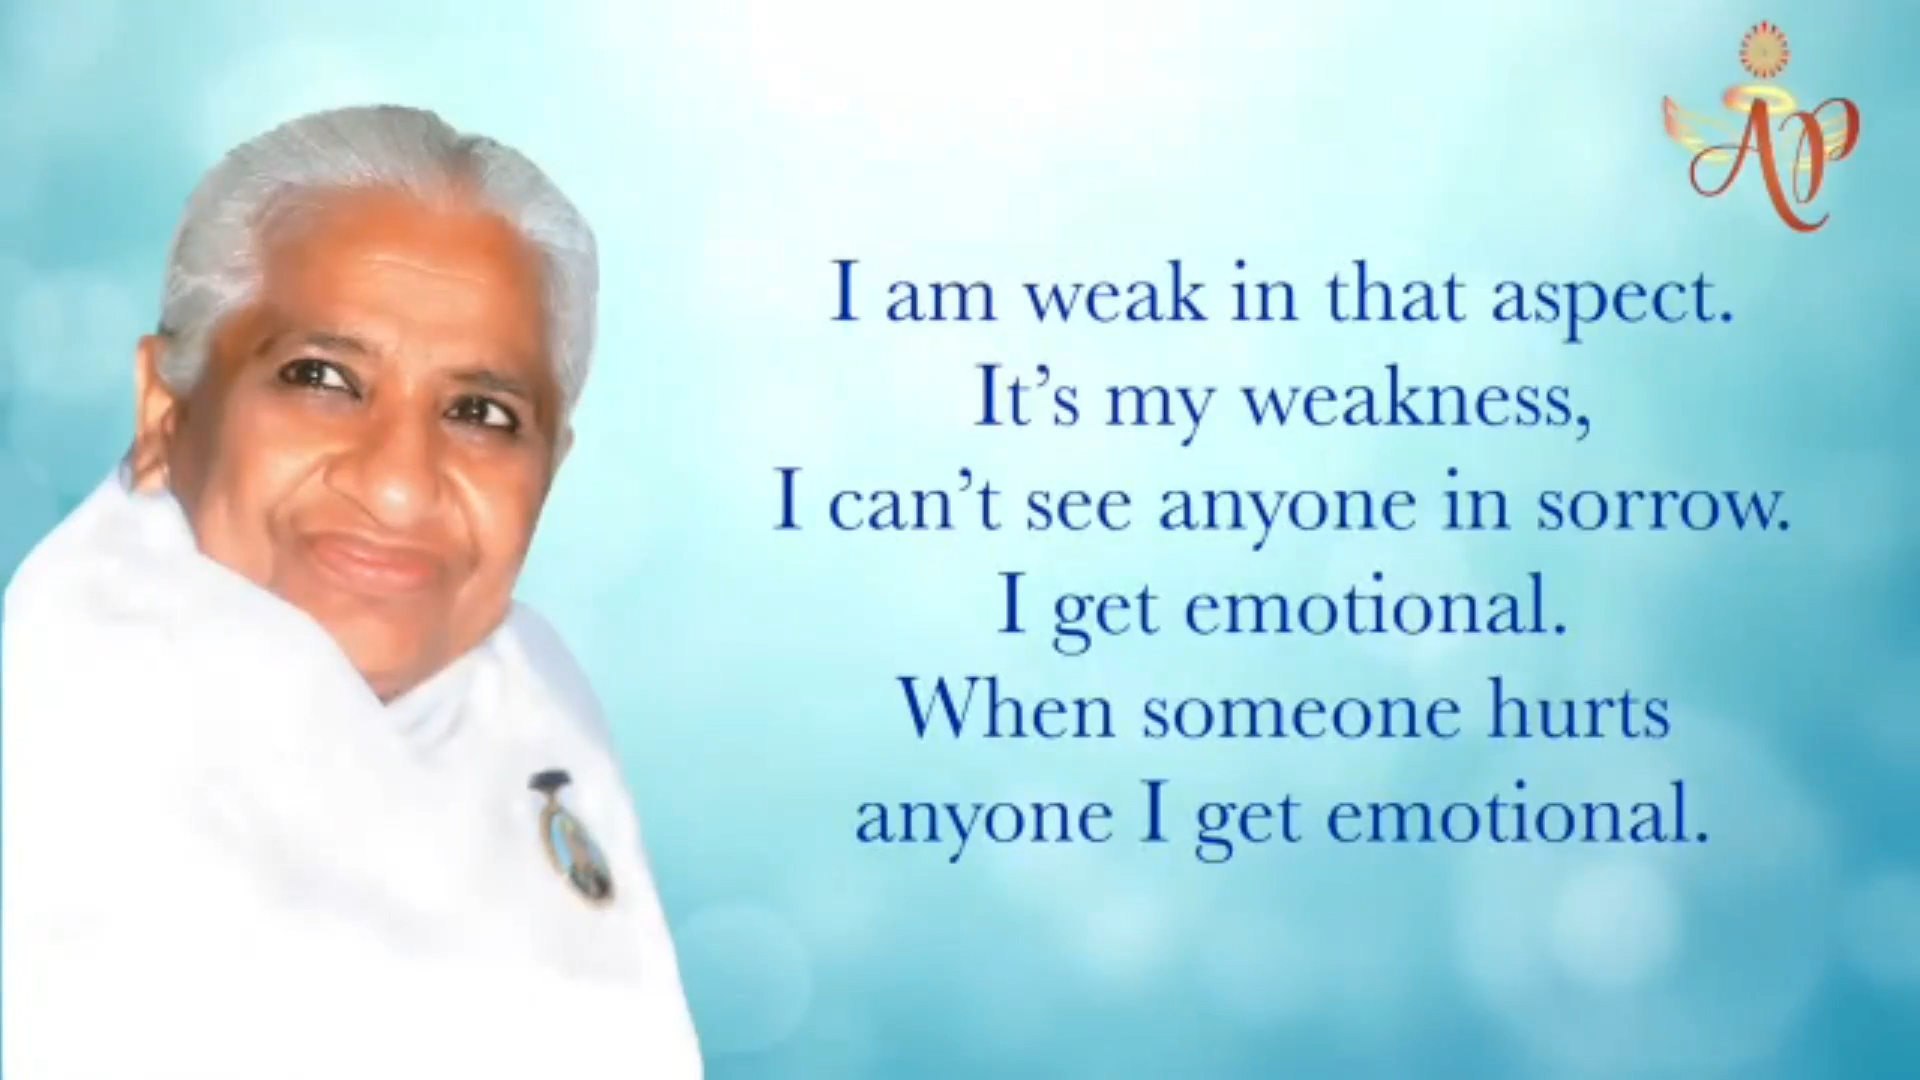 AP
I am weak in that aspect.
It’s my weakness,
I can’t see anyone in sorrow.
I get emotional.
When someone hurts
anyone I get emotional.